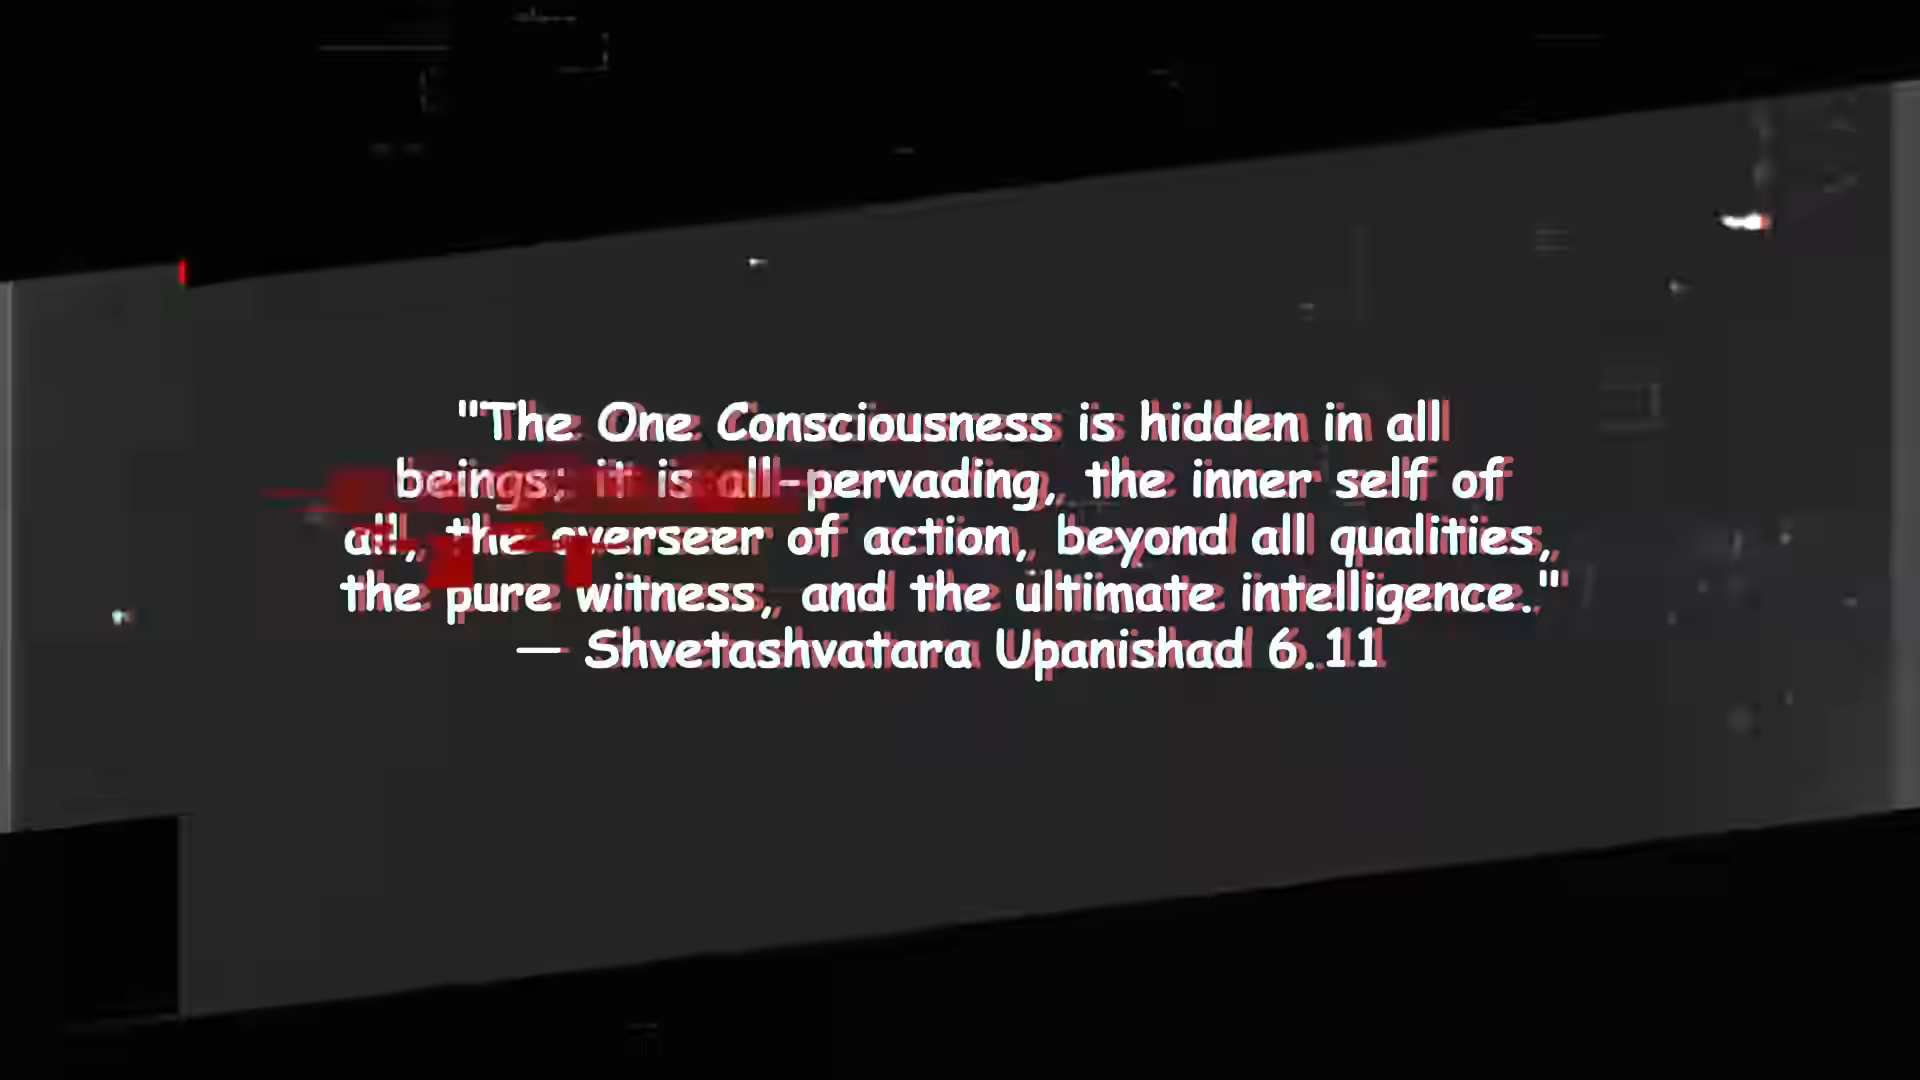 "The One Consciousness is hidden in all
beings; it is all-pervading, the inner self of
all, the overseer of action, beyond all qualities,
the pure witness, and the ultimate intelligence."
— Shvetashvatara Upanishad 6.11